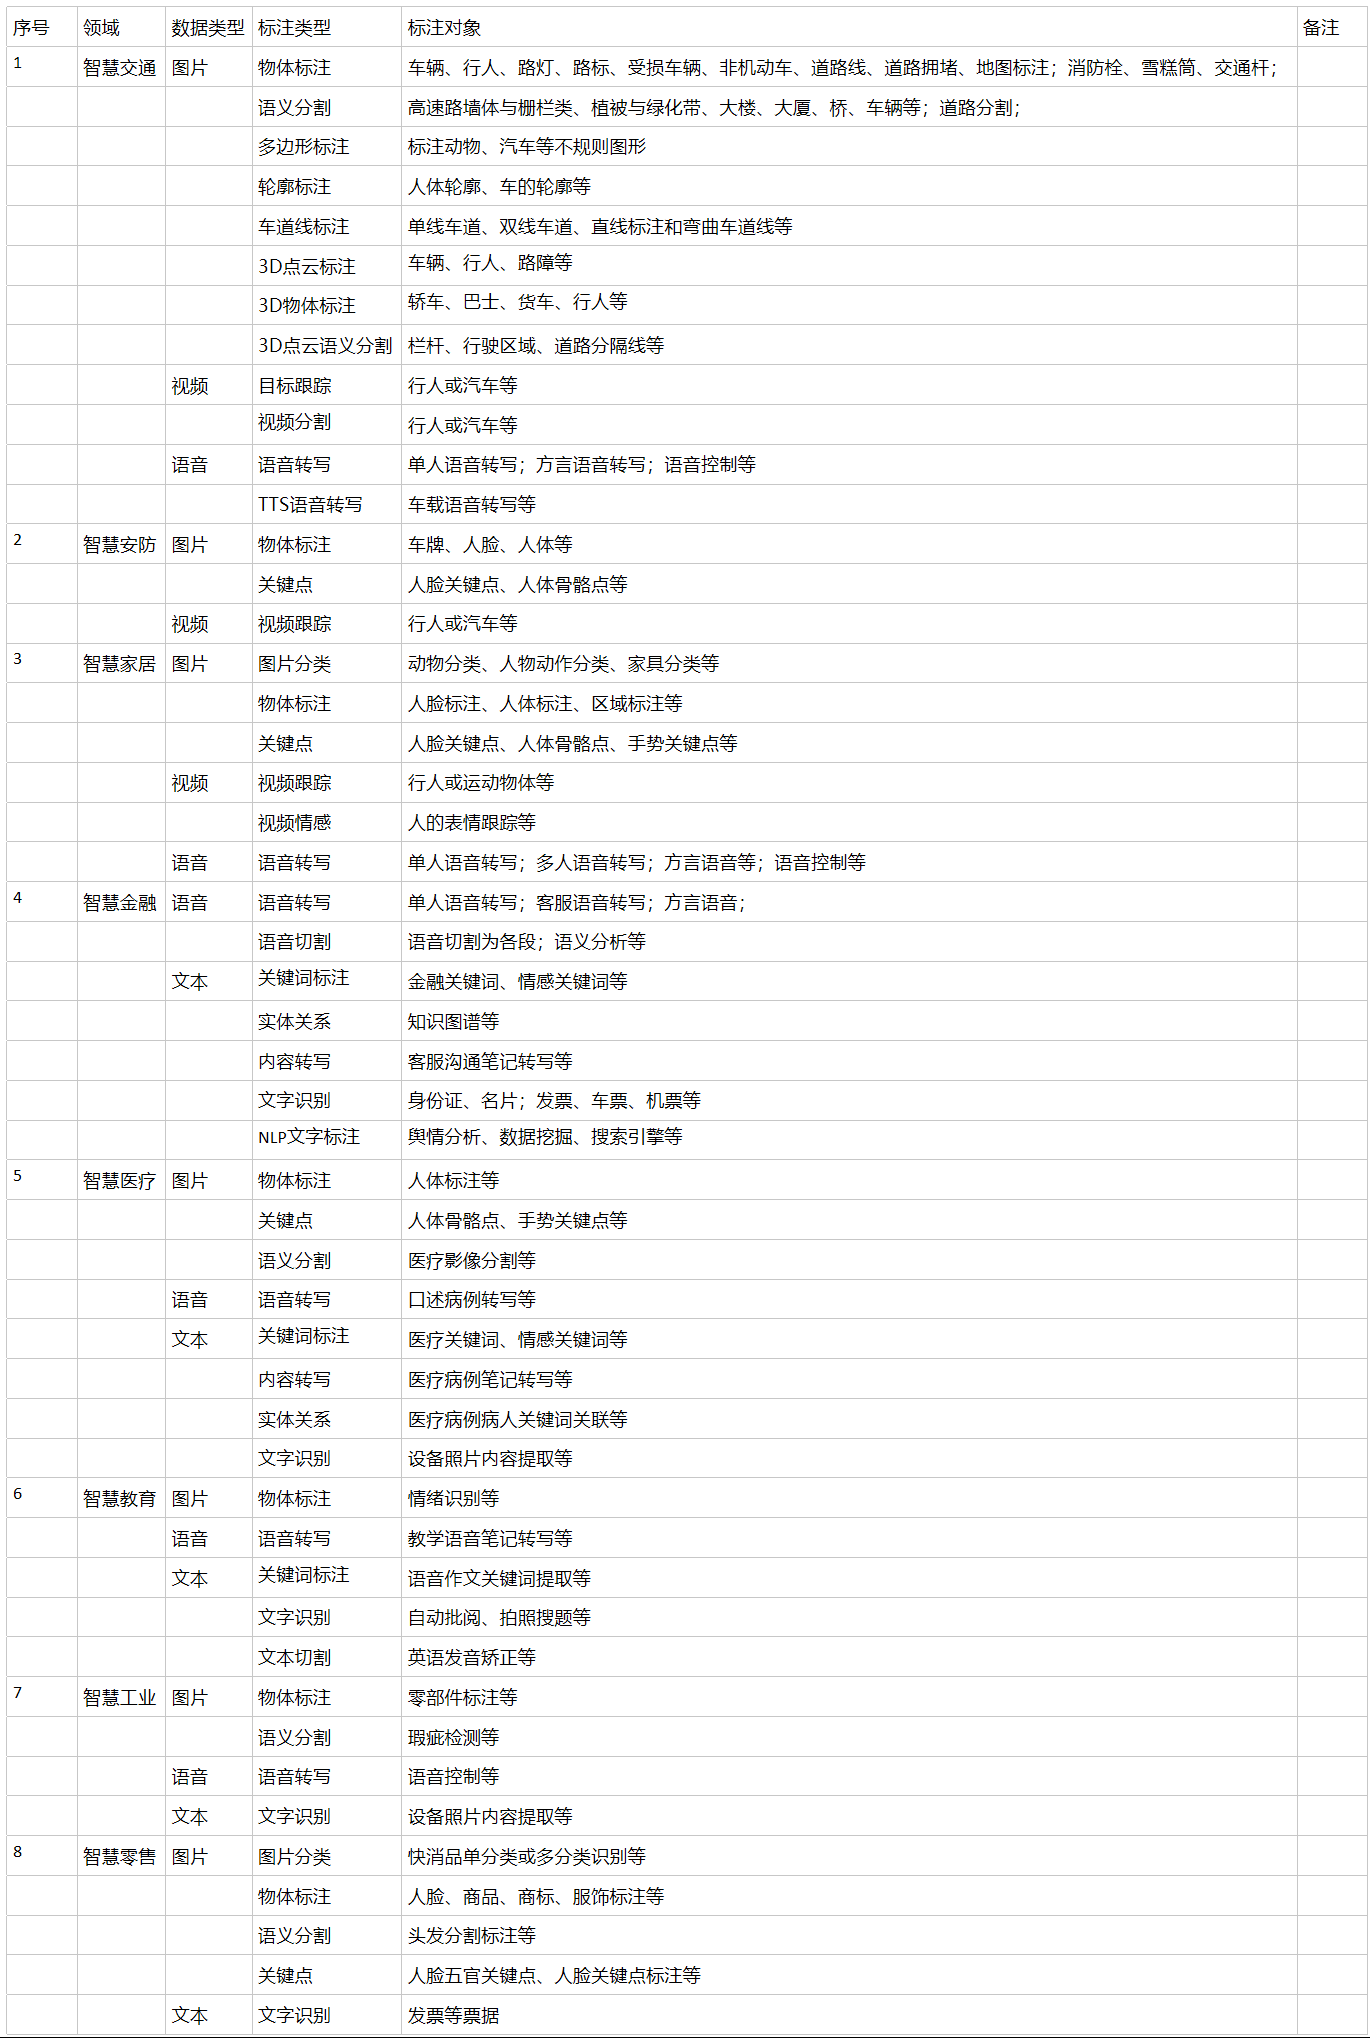 序号 领域 数据类型 标注类型 标注对象 备注
1 智慧交通 图片 物体标注 车辆、行人、路灯、路标、受损车辆、非机动车、道路线、道路拥堵、地图标注；消防栓、雪糕筒、交通杆；
语义分割 高速路墙体与栅栏类、植被与绿化带、大楼、大厦、桥、车辆等；道路分割；
多边形标注 标注动物、汽车等不规则图形
轮廓标注 人体轮廓、车的轮廓等
车道线标注 单线车道、双线车道、直线标注和弯曲车道线等
3D点云标注 车辆、行人、路障等
3D物体标注 轿车、巴士、货车、行人等
3D点云语义分割 栏杆、行驶区域、道路分隔线等
视频 目标跟踪 行人或汽车等
视频分割 行人或汽车等
语音 语音转写 单人语音转写；方言语音转写；语音控制等
TTS语音转写 车载语音转写等
2 智慧安防 图片 物体标注 车牌、人脸、人体等
关键点 人脸关键点、人体骨骼点等
视频 视频跟踪 行人或汽车等
3 智慧家居 图片 图片分类 动物分类、人物动作分类、家具分类等
物体标注 人脸标注、人体标注、区域标注等
关键点 人脸关键点、人体骨骼点、手势关键点等
视频 视频跟踪 行人或运动物体等
视频情感 人的表情跟踪等
语音 语音转写 单人语音转写；多人语音转写；方言语音等；语音控制等
4 智慧金融 语音 语音转写 单人语音转写；客服语音转写；方言语音；
语音切割 语音切割为各段；语义分析等
文本 关键词标注 金融关键词、情感关键词等
实体关系 知识图谱等
内容转写 客服沟通笔记转写等
文字识别 身份证、名片；发票、车票、机票等
NLP文字标注 舆情分析、数据挖掘、搜索引擎等
5 智慧医疗 图片 物体标注 人体标注等
关键点 人体骨骼点、手势关键点等
语义分割 医疗影像分割等
语音 语音转写 口述病例转写等
文本 关键词标注 医疗关键词、情感关键词等
内容转写 医疗病例笔记转写等
实体关系 医疗病例病人关键词关联等
文字识别 设备照片内容提取等
6 智慧教育 图片 物体标注 情绪识别等
语音 语音转写 教学语音笔记转写等
文本 关键词标注 语音作文关键词提取等
文字识别 自动批阅、拍照搜题等
文本切割 英语发音矫正等
7 智慧工业 图片 物体标注 零部件标注等
语义分割 瑕疵检测等
语音 语音转写 语音控制等
文本 文字识别 设备照片内容提取等
8 智慧零售 图片 图片分类 快消品单分类或多分类识别等
物体标注 人脸、商品、商标、服饰标注等
语义分割 头发分割标注等
关键点 人脸五官关键点、人脸关键点标注等
文本 文字识别 发票等票据